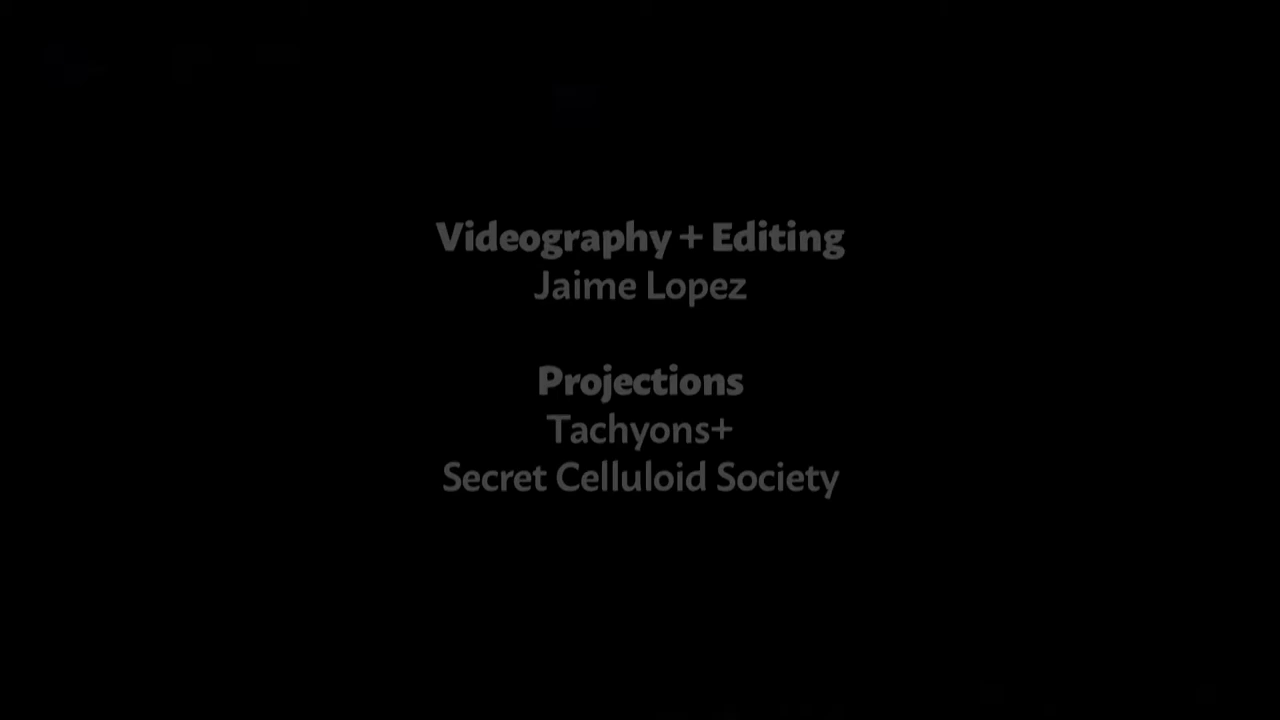 Videography + Editing
Jaime Lopez
Projections
Tachyons+
Secret Celluloid Society